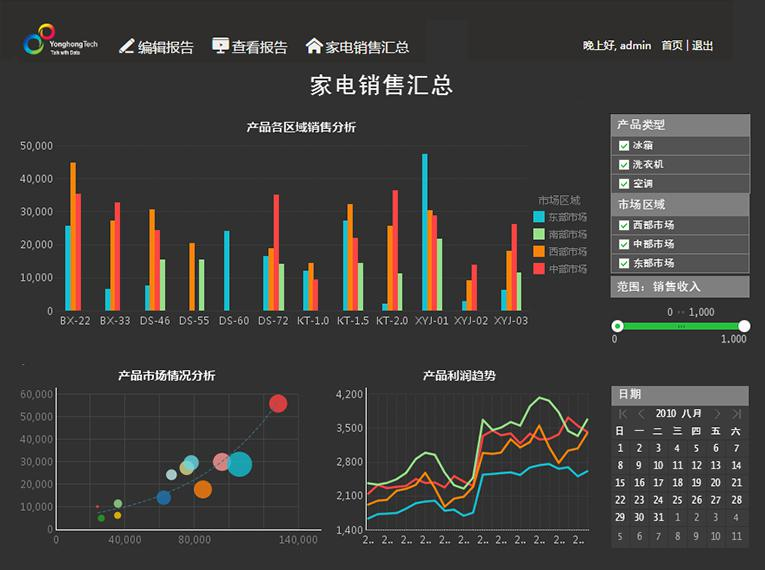 YonghongTech
Talk with Data
编辑报告 查看报告 家电销售汇总
晚上好, admin 首页 | 退出
家电销售汇总
产品各区域销售分析
50,000
40,000
30,000
20,000
10,000
0
BX-22 BX-33 DS-46 DS-55 DS-60 DS-72 KT-1.0 KT-1.5 KT-2.0 XYJ-01 XYJ-02 XYJ-03
市场区域
东部市场
南部市场
西部市场
中部市场
产品类型
冰箱
洗衣机
空调
市场区域
西部市场
中部市场
东部市场
范围: 销售收入
0 ·· 1,000
0 1,000
产品市场情况分析
60,000
50,000
40,000
30,000
20,000
10,000
0
0 40,000 80,000 140,000
产品利润趋势
4,200
3,500
2,800
2,100
1,400
2.. 2.. 2.. 2.. 2.. 2.. 2.. 2.. 2.. 2.. 2.. 2..
日期
2010 八月
日 一 二 三 四 五 六
1 2 3 4 5 6 7
8 9 10 11 12 13 14
15 16 17 18 19 20 21
22 23 24 25 26 27 28
29 30 31 1 2 3 4
5 6 7 8 9 10 11